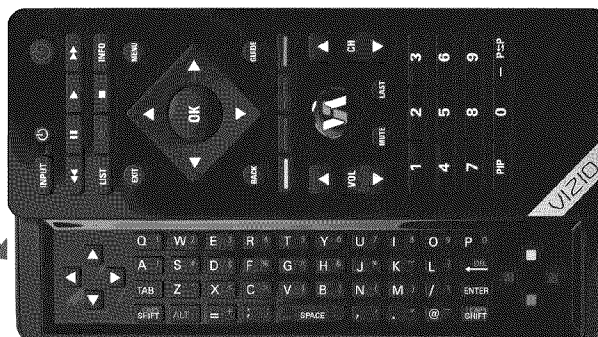 INPUT
INFO
LIST
MENU
EXIT
OK
GUIDE
BACK
CH
VOL
LAST
MUTE
1 2 3
4 5 6
7 8 9
PIP 0 —
VIZIO
Q W E R T Y U I O P
A S D F G H J K L DEL
TAB Z X C V B N M / ENTER
SHIFT ALT = ; SPACE , . @ SHIFT